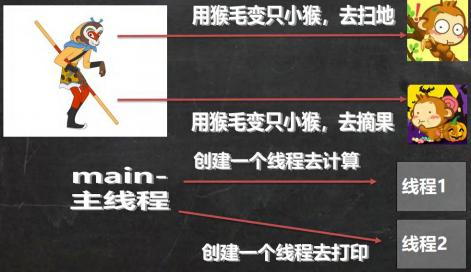 用猴毛变只小猴，去扫地
用猴毛变只小猴，去摘果
创建一个线程去计算
main-
主线程
线程1
线程2
创建一个线程去打印